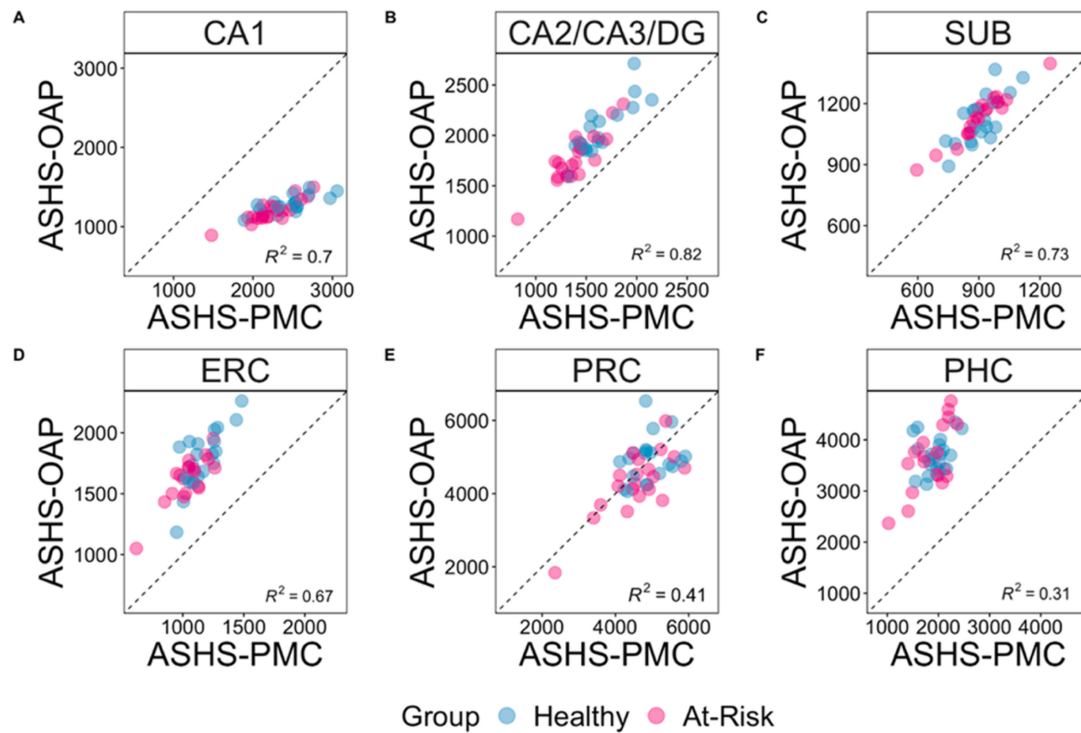 A
CA1
ASHS-OAP
3000
2000
1000
R² = 0.7
1000 2000 3000
ASHS-PMC
B
CA2/CA3/DG
ASHS-OAP
2500
2000
1500
1000
R² = 0.82
1000 1500 2000 2500
ASHS-PMC
C
SUB
ASHS-OAP
1200
900
600
R² = 0.73
600 900 1200
ASHS-PMC
D
ERC
ASHS-OAP
2000
1500
1000
R² = 0.67
1000 1500 2000
ASHS-PMC
E
PRC
ASHS-OAP
6000
4000
2000
R² = 0.41
2000 4000 6000
ASHS-PMC
F
PHC
ASHS-OAP
4000
3000
2000
1000
R² = 0.31
1000 2000 3000 4000
ASHS-PMC
Group Healthy At-Risk